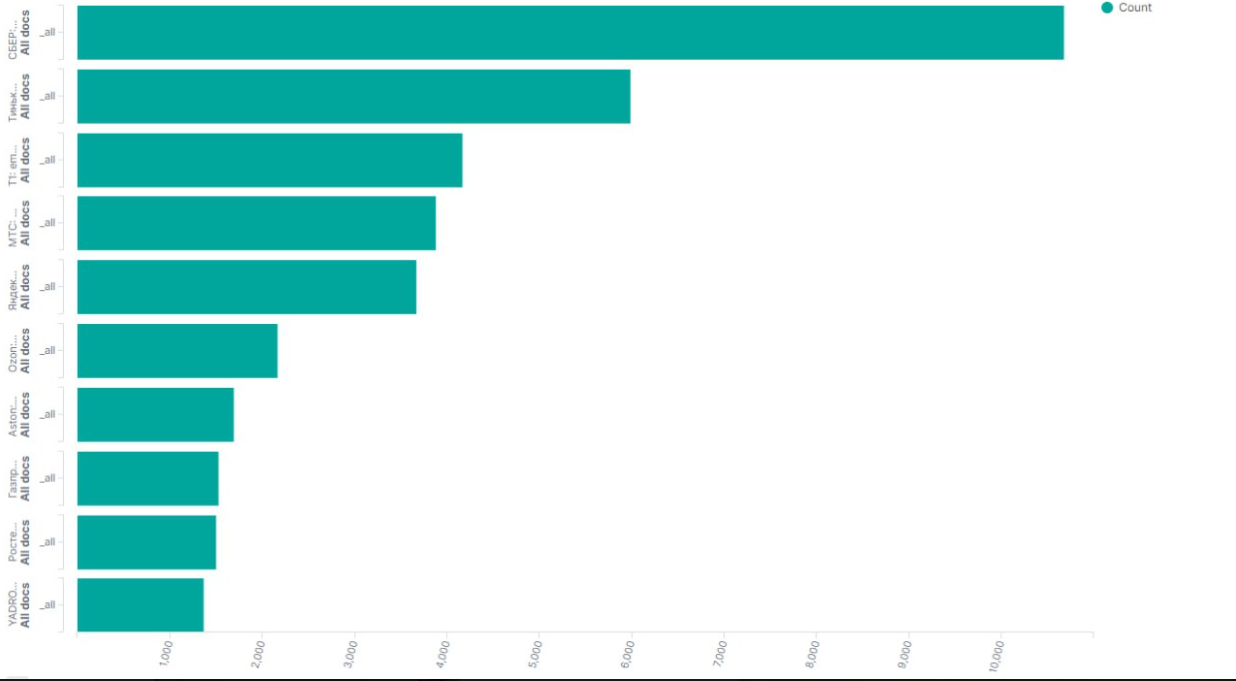 Count
СБЕР:...
All docs
_all
Тиньк...
All docs
_all
T1: em...
All docs
_all
МТС: ...
All docs
_all
Яндек...
All docs
_all
Ozon:...
All docs
_all
Aston:...
All docs
_all
Газпр...
All docs
_all
Росте...
All docs
_all
YADRO...
All docs
_all
1,000
2,000
3,000
4,000
5,000
6,000
7,000
8,000
9,000
10,000